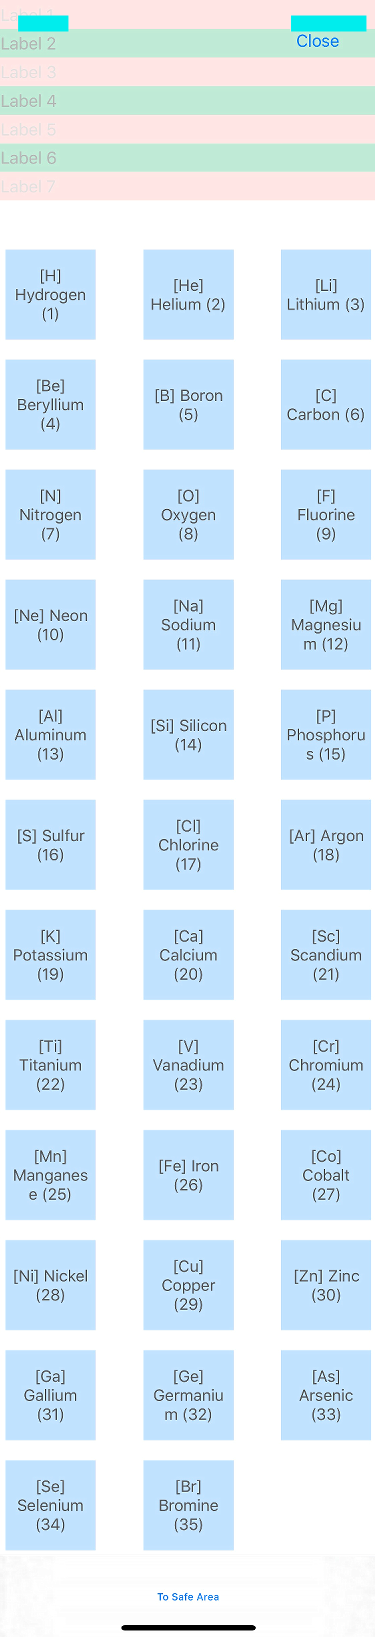 Label 1
Label 2
Close
Label 3
Label 4
Label 5
Label 6
Label 7
[H]
Hydrogen
(1)
[He]
Helium (2)
[Li]
Lithium (3)
[Be]
Beryllium
(4)
[B] Boron
(5)
[C]
Carbon (6)
[N]
Nitrogen
(7)
[O]
Oxygen
(8)
[F]
Fluorine
(9)
[Ne] Neon
(10)
[Na]
Sodium
(11)
[Mg]
Magnesiu
m (12)
[Al]
Aluminum
(13)
[Si] Silicon
(14)
[P]
Phosphoru
s (15)
[S] Sulfur
(16)
[Cl]
Chlorine
(17)
[Ar] Argon
(18)
[K]
Potassium
(19)
[Ca]
Calcium
(20)
[Sc]
Scandium
(21)
[Ti]
Titanium
(22)
[V]
Vanadium
(23)
[Cr]
Chromium
(24)
[Mn]
Manganes
e (25)
[Fe] Iron
(26)
[Co]
Cobalt
(27)
[Ni] Nickel
(28)
[Cu]
Copper
(29)
[Zn] Zinc
(30)
[Ga]
Gallium
(31)
[Ge]
Germaniu
m (32)
[As]
Arsenic
(33)
[Se]
Selenium
(34)
[Br]
Bromine
(35)
To Safe Area